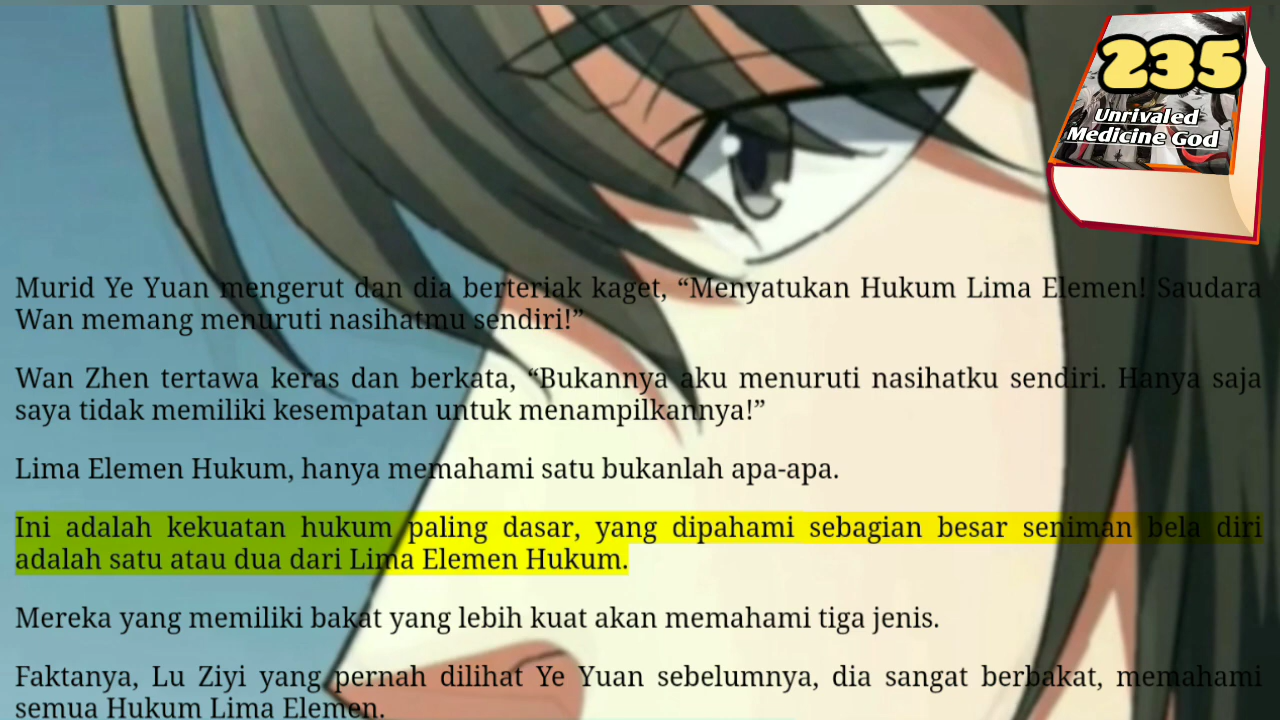 235
Unrivaled
Medicine God
Murid Ye Yuan mengerut dan dia berteriak kaget, “Menyatukan Hukum Lima Elemen! Saudara
Wan memang menuruti nasihatmu sendiri!”
Wan Zhen tertawa keras dan berkata, “Bukannya aku menuruti nasihatku sendiri. Hanya saja
saya tidak memiliki kesempatan untuk menampilkannya!”
Lima Elemen Hukum, hanya memahami satu bukanlah apa-apa.
Ini adalah kekuatan hukum paling dasar, yang dipahami sebagian besar seniman bela diri
adalah satu atau dua dari Lima Elemen Hukum.
Mereka yang memiliki bakat yang lebih kuat akan memahami tiga jenis.
Faktanya, Lu Ziyi yang pernah dilihat Ye Yuan sebelumnya, dia sangat berbakat, memahami
semua Hukum Lima Elemen.